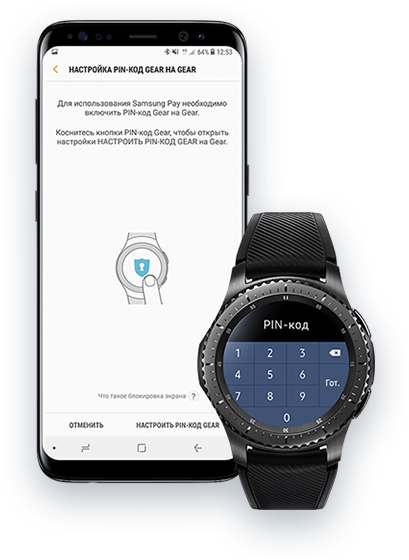 64% 12:53
НАСТРОЙКА PIN-КОД GEAR НА GEAR
Для использования Samsung Pay необходимо
включить PIN-код Gear на Gear.
Коснитесь кнопки PIN-код Gear, чтобы открыть
настройки НАСТРОИТЬ PIN-КОД GEAR на Gear.
Что такое блокировка экрана ?
ОТМЕНИТЬ НАСТРОИТЬ PIN-КОД GEAR
PIN-код
1 2 3
4 5 6 Гот.
7 8 9
0